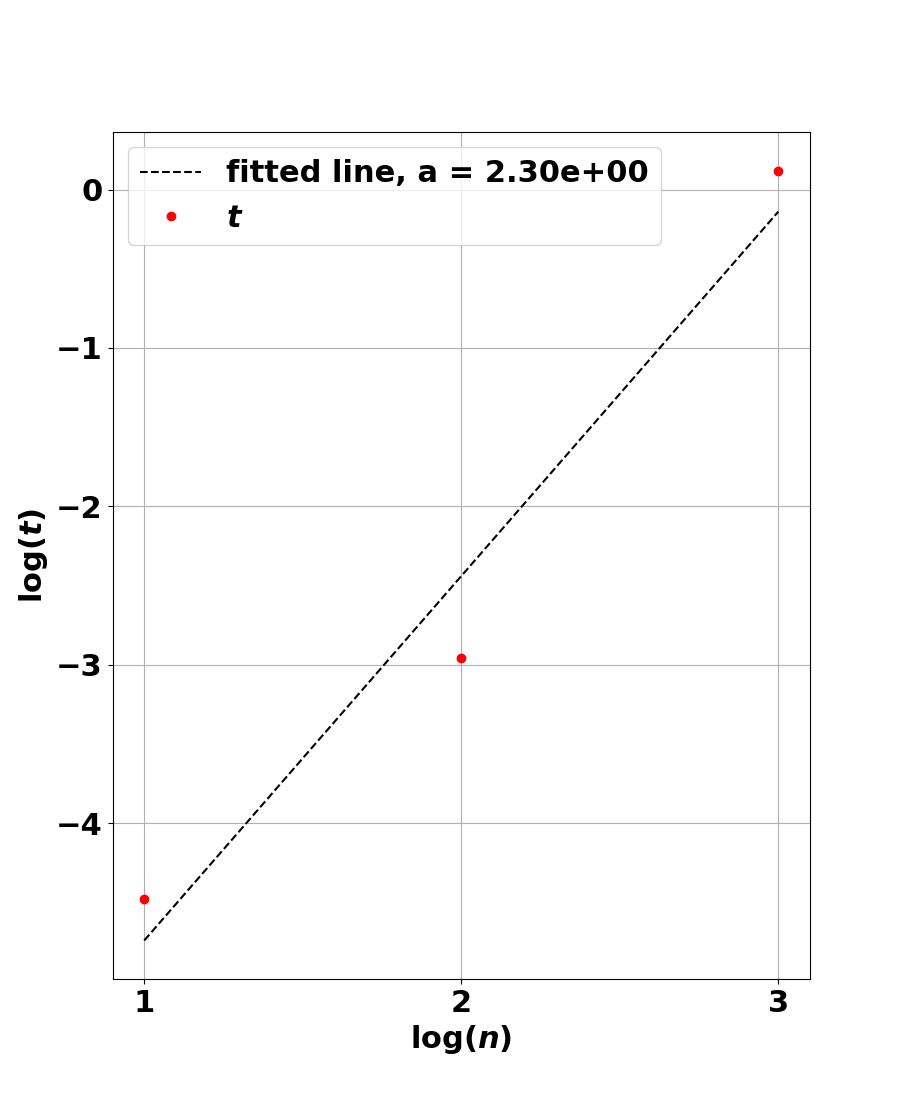 fitted line, a = 2.30e+00
t
0
−1
−2
−3
−4
log(t)
1 2 3
log(n)